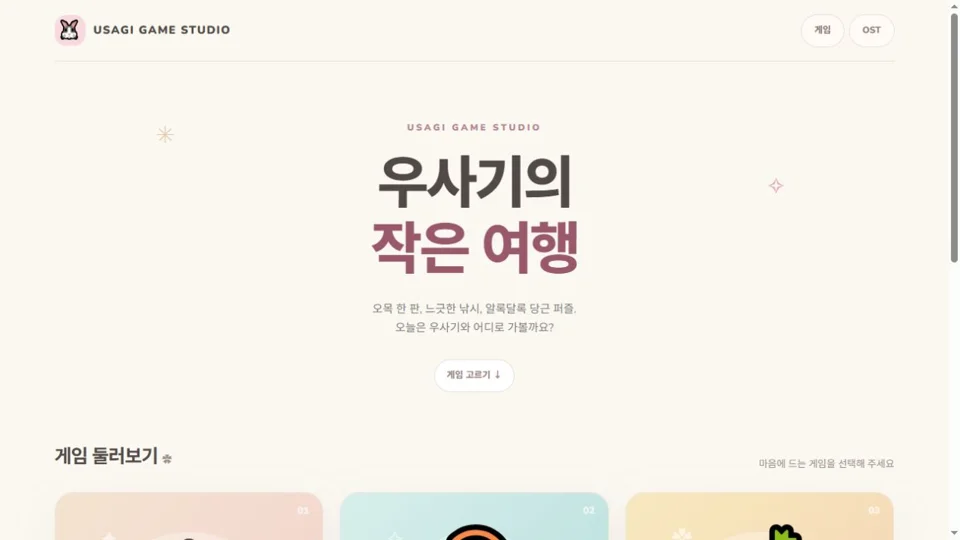 USAGI GAME STUDIO
게임
OST
USAGI GAME STUDIO
우사기의
작은 여행
오목 한 판, 느긋한 낚시, 알록달록 당근 퍼즐.
오늘은 우사기와 어디로 가볼까요?
게임 고르기 ↓
게임 둘러보기
마음에 드는 게임을 선택해 주세요
01
02
03